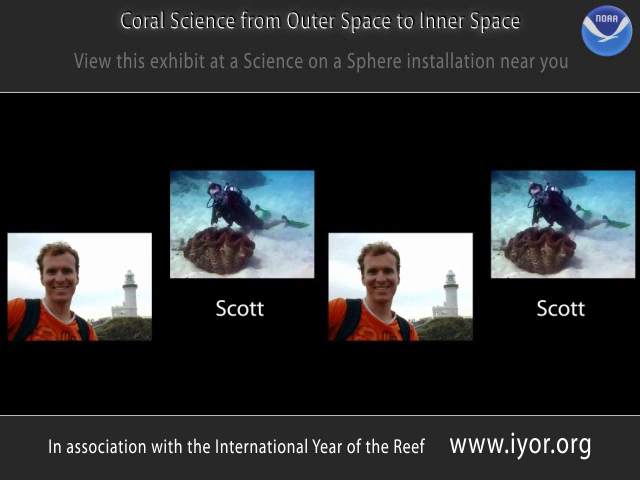 Coral Science from Outer Space to Inner Space
NOAA
View this exhibit at a Science on a Sphere installation near you
Scott
Scott
In association with the International Year of the Reef www.iyor.org